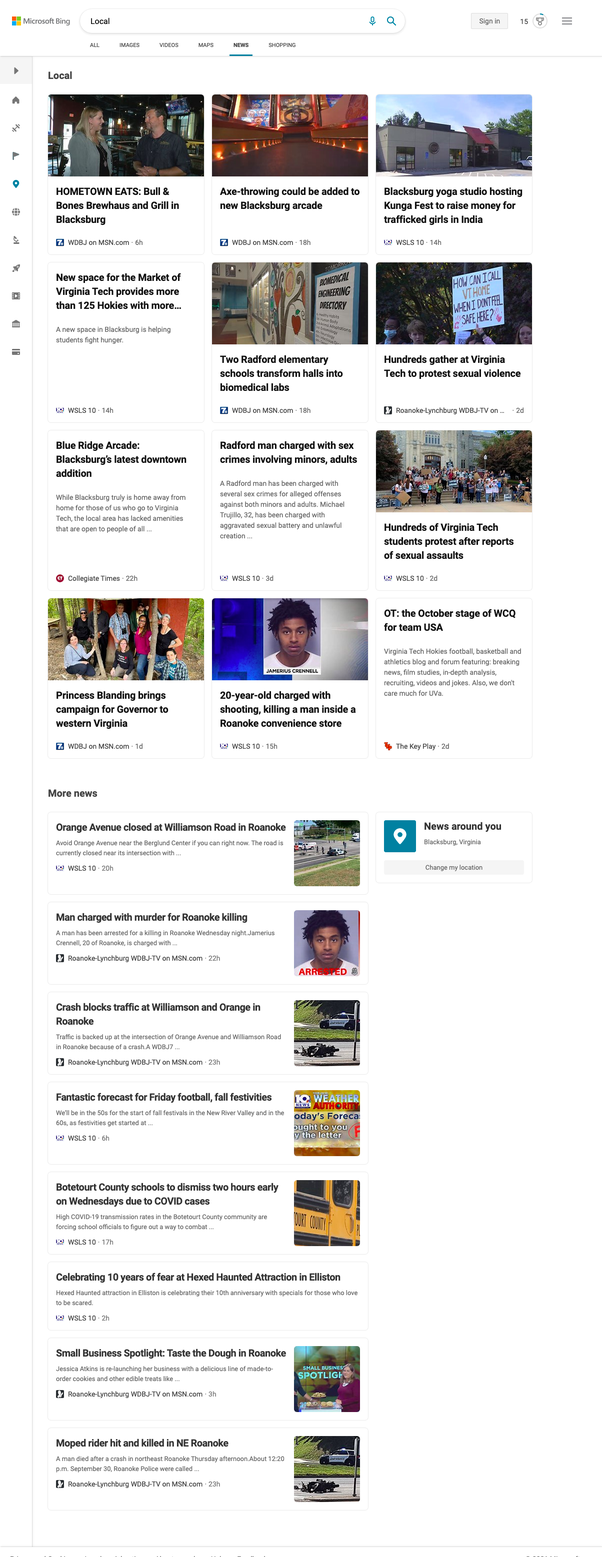 Microsoft Bing
Local
Sign in
15
ALL
IMAGES
VIDEOS
MAPS
NEWS
SHOPPING
Local
HOMETOWN EATS: Bull &
Bones Brewhaus and Grill in
Blacksburg
WDBJ on MSN.com · 6h
Axe-throwing could be added to
new Blacksburg arcade
WDBJ on MSN.com · 18h
Blacksburg yoga studio hosting
Kunga Fest to raise money for
trafficked girls in India
WSLS 10 · 14h
New space for the Market of
Virginia Tech provides more
than 125 Hokies with more…
A new space in Blacksburg is helping
students fight hunger.
WSLS 10 · 14h
BIOMEDICAL
ENGINEERING
DIRECTORY
Two Radford elementary
schools transform halls into
biomedical labs
WDBJ on MSN.com · 18h
HOW CAN I CALL
VT HOME
WHEN I DON'T FEEL
SAFE HERE?
Hundreds gather at Virginia
Tech to protest sexual violence
Roanoke-Lynchburg WDBJ-TV on … · 2d
Blue Ridge Arcade:
Blacksburg's latest downtown
addition
While Blacksburg truly is home away from
home for those of us who go to Virginia
Tech, the local area has lacked amenities
that are open to people of all ...
Collegiate Times · 22h
Radford man charged with sex
crimes involving minors, adults
A Radford man has been charged with
several sex crimes for alleged offenses
against both minors and adults. Michael
Trujillo, 32, has been charged with
aggravated sexual battery and unlawful
creation ...
WSLS 10 · 3d
Hundreds of Virginia Tech
students protest after reports
of sexual assaults
WSLS 10 · 2d
Princess Blanding brings
campaign for Governor to
western Virginia
WDBJ on MSN.com · 1d
JAMERIUS CRENNELL
20-year-old charged with
shooting, killing a man inside a
Roanoke convenience store
WSLS 10 · 15h
OT: the October stage of WCQ
for team USA
Virginia Tech Hokies football, basketball and
athletics blog and forum featuring: breaking
news, film studies, in-depth analysis,
recruiting, videos and jokes. Also, we don't
care much for UVa.
The Key Play · 2d
More news
Orange Avenue closed at Williamson Road in Roanoke
Avoid Orange Avenue near the Berglund Center if you can right now. The road is
currently closed near its intersection with ...
WSLS 10 · 20h
News around you
Blacksburg, Virginia
Change my location
Man charged with murder for Roanoke killing
A man has been arrested for a killing in Roanoke Wednesday night.Jamerius
Crennell, 20 of Roanoke, is charged with ...
Roanoke-Lynchburg WDBJ-TV on MSN.com · 22h
ARRESTED
Crash blocks traffic at Williamson and Orange in
Roanoke
Traffic is backed up at the intersection of Orange Avenue and Williamson Road
in Roanoke because of a crash.A WDBJ7 ...
Roanoke-Lynchburg WDBJ-TV on MSN.com · 23h
Fantastic forecast for Friday football, fall festivities
We'll be in the 50s for the start of fall festivals in the New River Valley and in the
60s, as festivities get started at ...
WSLS 10 · 6h
10
NEWS
WEATHER
AUTHORIT
oday's Foreca
ought to you
y the letter
F
Botetourt County schools to dismiss two hours early
on Wednesdays due to COVID cases
High COVID-19 transmission rates in the Botetourt County community are
forcing school officials to figure out a way to combat ...
WSLS 10 · 17h
OURT COUNTY
Celebrating 10 years of fear at Hexed Haunted Attraction in Elliston
Hexed Haunted attraction in Elliston is celebrating their 10th anniversary with specials for those who love
to be scared.
WSLS 10 · 2h
Small Business Spotlight: Taste the Dough in Roanoke
Jessica Atkins is re-launching her business with a delicious line of made-to-
order cookies and other edible treats like ...
Roanoke-Lynchburg WDBJ-TV on MSN.com · 3h
SMALL BUSINESS
SPOTLIGH
Moped rider hit and killed in NE Roanoke
A man died after a crash in northeast Roanoke Thursday afternoon.About 12:20
p.m. September 30, Roanoke Police were called ...
Roanoke-Lynchburg WDBJ-TV on MSN.com · 23h